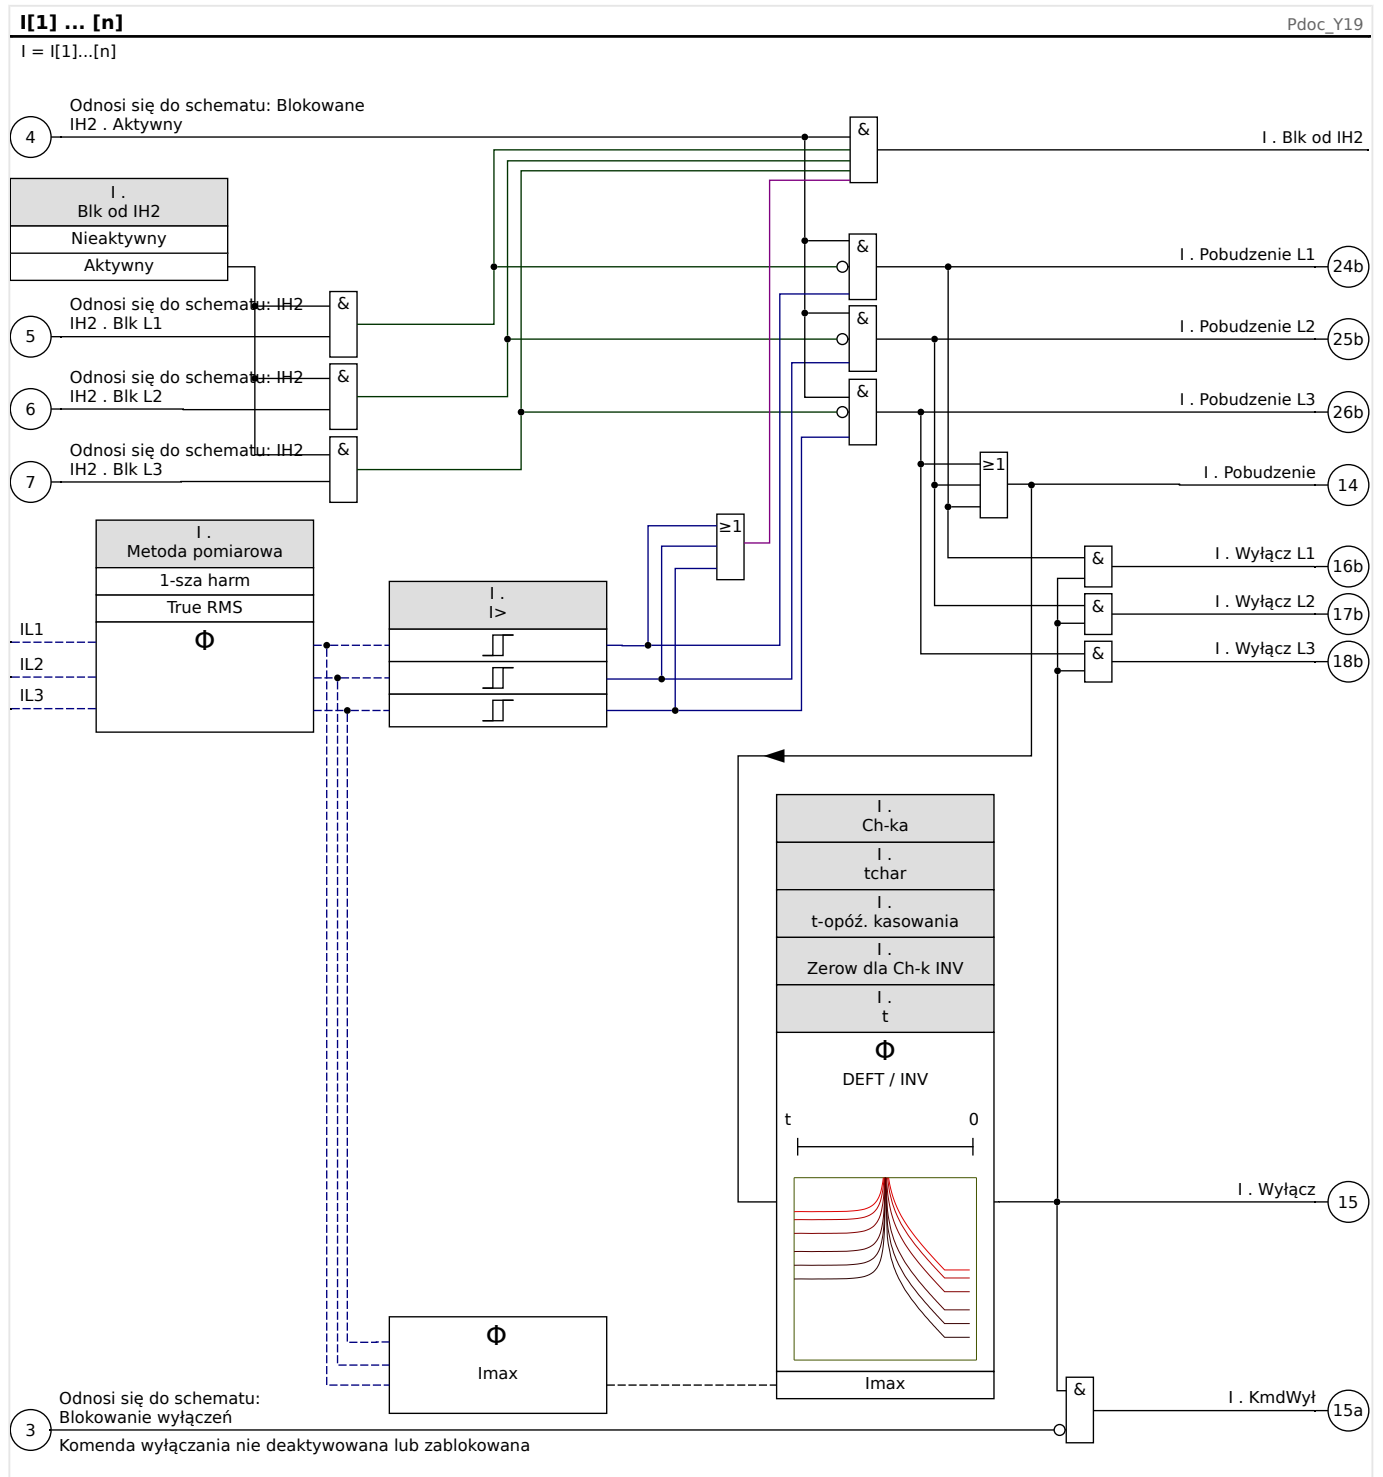 I[1] ... [n]
Pdoc_Y19
I = I[1]...[n]
Odnosi się do schematu: Blokowane
IH2 . Aktywny
4
&
I . Blk od IH2
I .
Blk od IH2
Nieaktywny
Aktywny
&
I . Pobudzenie L1
24b
Odnosi się do schematu: IH2
IH2 . Blk L1
5
&
&
I . Pobudzenie L2
25b
Odnosi się do schematu: IH2
IH2 . Blk L2
6
&
&
I . Pobudzenie L3
26b
Odnosi się do schematu: IH2
IH2 . Blk L3
7
&
≥1
I . Pobudzenie
14
I .
Metoda pomiarowa
1-sza harm
True RMS
Φ
IL1
IL2
IL3
≥1
I .
I>
&
I . Wyłącz L1
16b
&
I . Wyłącz L2
17b
&
I . Wyłącz L3
18b
I .
Ch-ka
I .
tchar
I .
t-opóź. kasowania
I .
Zerow dla Ch-k INV
I .
t
Φ
DEFT / INV
t
0
I . Wyłącz
15
Φ
Imax
Imax
Odnosi się do schematu:
Blokowanie wyłączeń
3
Komenda wyłączania nie deaktywowana lub zablokowana
&
I . KmdWył
15a